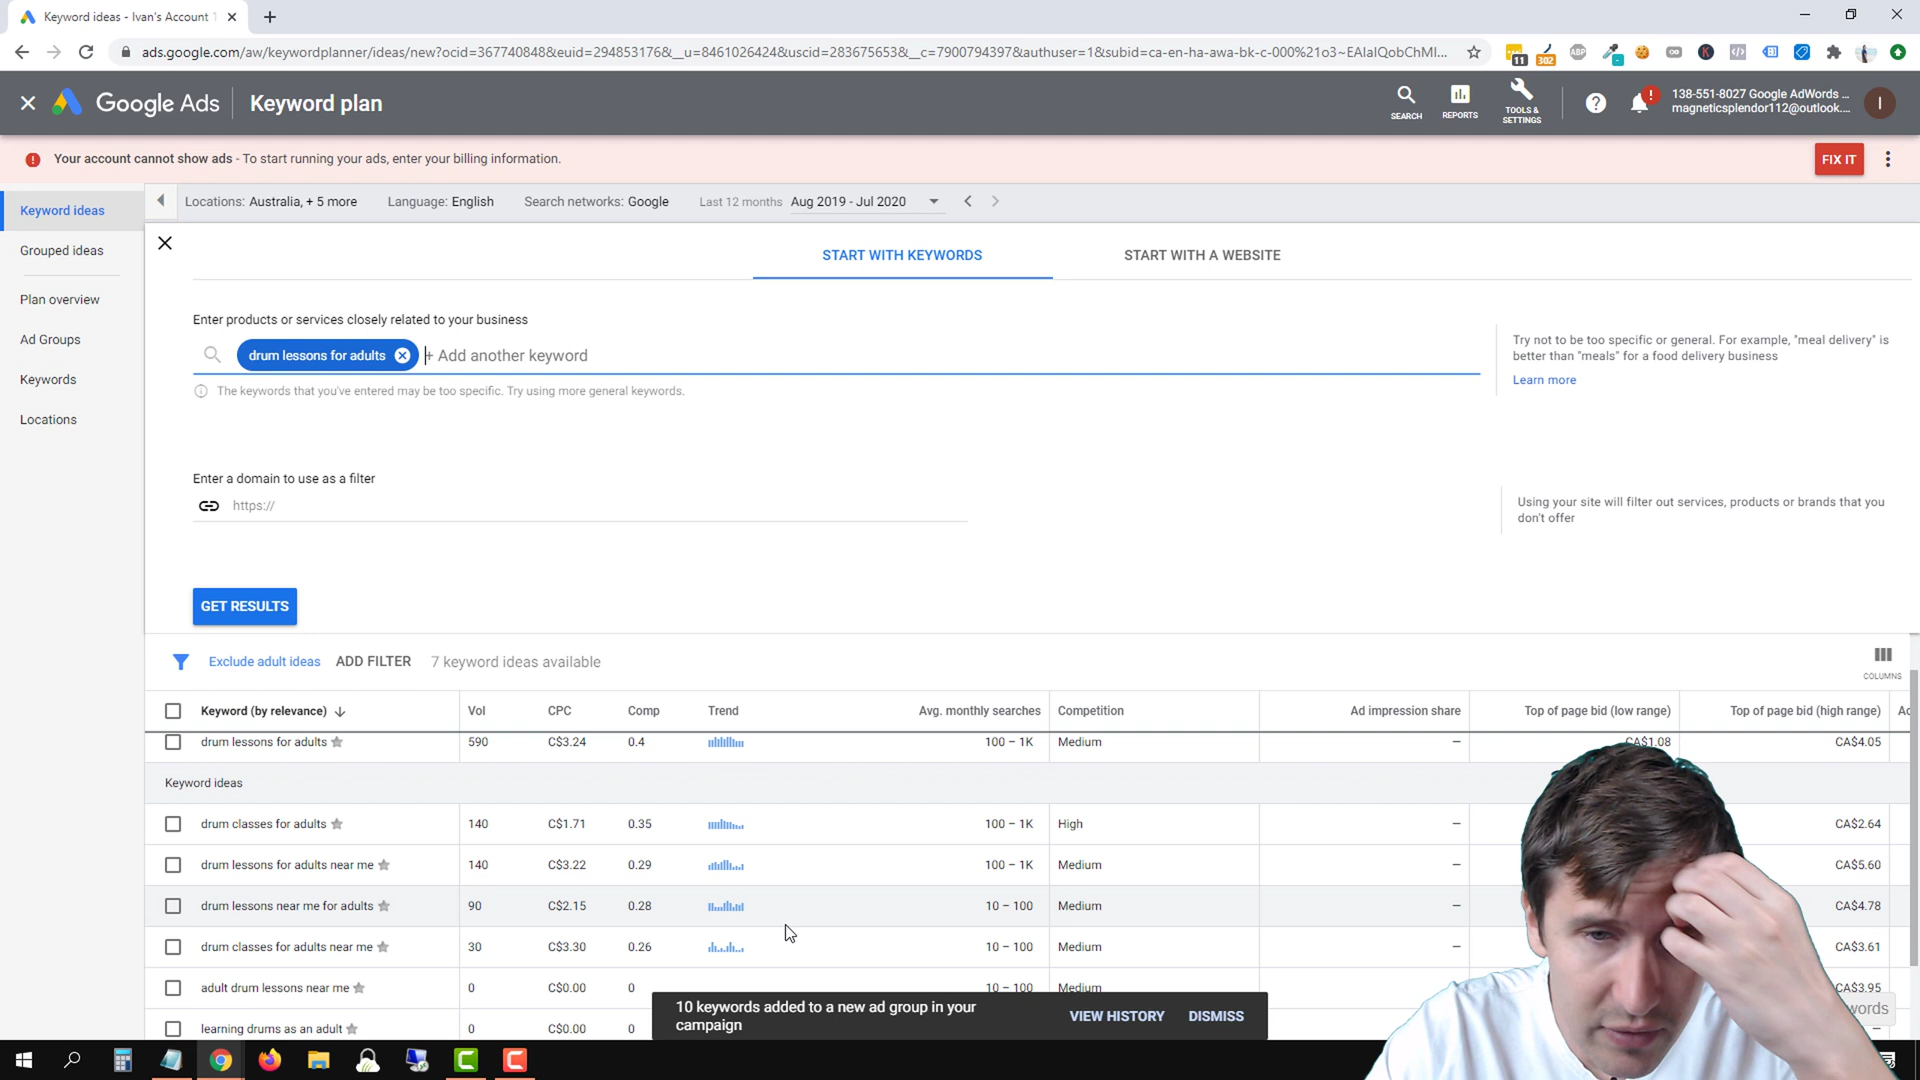 Keyword ideas - Ivan's Account 1
ads.google.com/aw/keywordplanner/ideas/new?ocid=367740848&euid=294853176&__u=8461026424&uscid=283675653&__c=7900794397&authuser=1&subid=ca-en-ha-awa-bk-c-000%21o3~EAIaIQobChMI...
11
302
ABP
Google Ads
Keyword plan
SEARCH
REPORTS
TOOLS &
SETTINGS
138-551-8027 Google AdWords ...
magneticsplendor112@outlook....
I
Your account cannot show ads - To start running your ads, enter your billing information.
FIX IT
Keyword ideas
Grouped ideas
Plan overview
Ad Groups
Keywords
Locations
Locations: Australia, + 5 more
Language: English
Search networks: Google
Last 12 months
Aug 2019 - Jul 2020
START WITH KEYWORDS
START WITH A WEBSITE
Enter products or services closely related to your business
drum lessons for adults
+ Add another keyword
The keywords that you've entered may be too specific. Try using more general keywords.
Try not to be too specific or general. For example, "meal delivery" is
better than "meals" for a food delivery business
Learn more
Enter a domain to use as a filter
https://
Using your site will filter out services, products or brands that you
don't offer
GET RESULTS
Exclude adult ideas
ADD FILTER
7 keyword ideas available
COLUMNS
Keyword (by relevance)
Vol
CPC
Comp
Trend
Avg. monthly searches
Competition
Ad impression share
Top of page bid (low range)
Top of page bid (high range)
drum lessons for adults
590
C$3.24
0.4
100 – 1K
Medium
–
CA$1.08
CA$4.05
Keyword ideas
drum classes for adults
140
C$1.71
0.35
100 – 1K
High
–
CA$2.64
drum lessons for adults near me
140
C$3.22
0.29
100 – 1K
Medium
–
CA$5.60
drum lessons near me for adults
90
C$2.15
0.28
10 – 100
Medium
–
CA$4.78
drum classes for adults near me
30
C$3.30
0.26
10 – 100
Medium
–
CA$3.61
adult drum lessons near me
0
C$0.00
0
10 – 100
Medium
CA$3.95
learning drums as an adult
0
C$0.00
0
10 keywords added to a new ad group in your
campaign
VIEW HISTORY
DISMISS